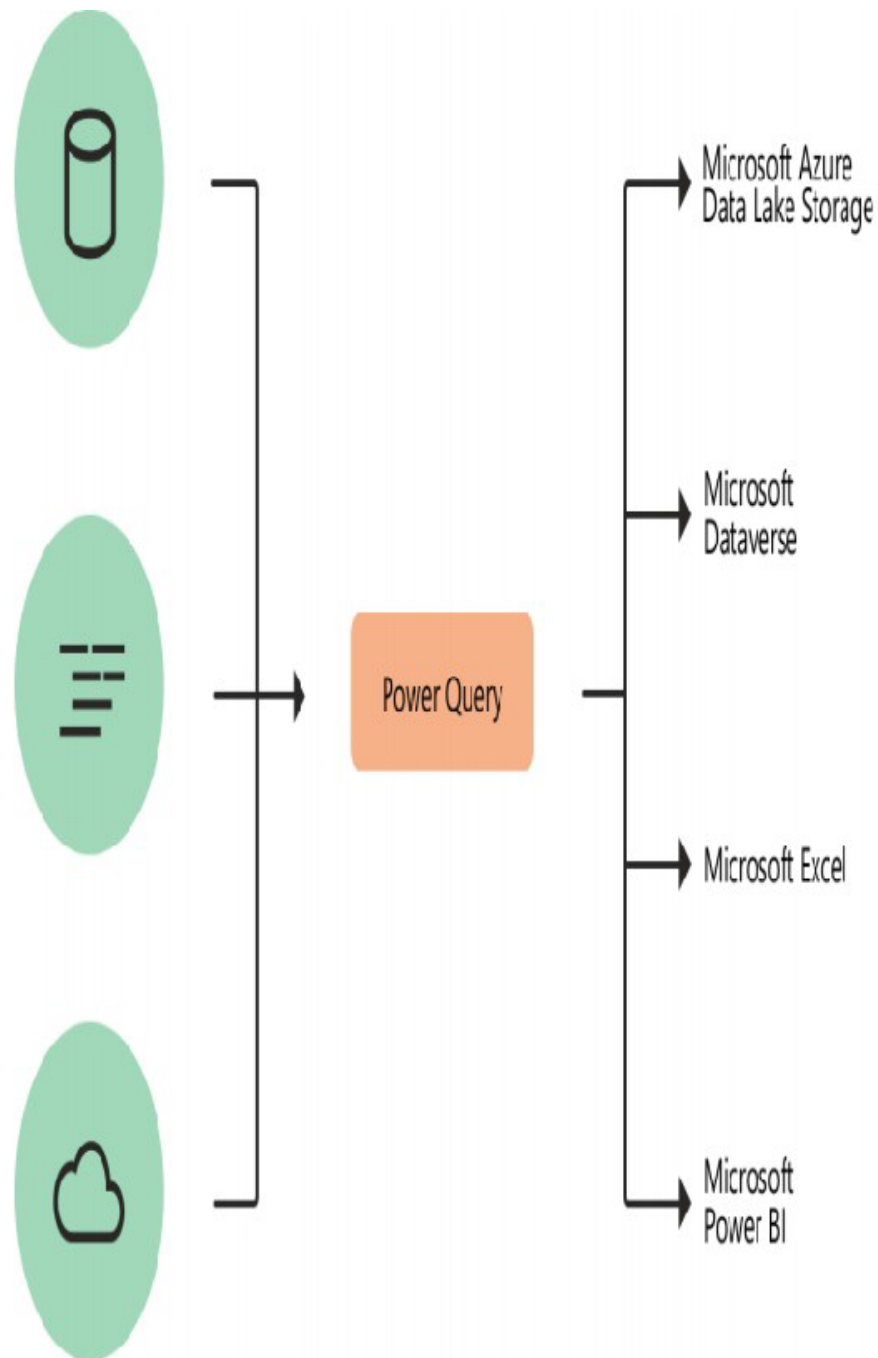 Microsoft Azure
Data Lake Storage
Microsoft
Dataverse
Power Query
Microsoft Excel
Microsoft
Power BI